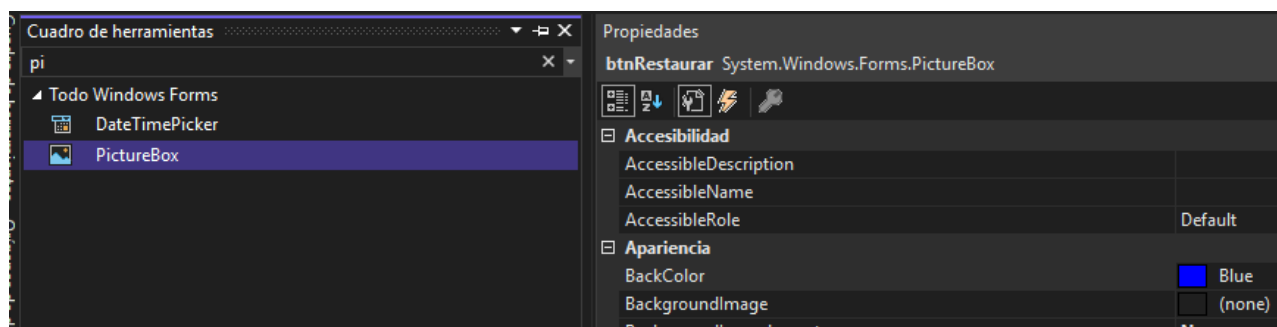 Cuadro de herramientas
pi
Todo Windows Forms
DateTimePicker
PictureBox
Propiedades
btnRestaurar System.Windows.Forms.PictureBox
Accesibilidad
AccessibleDescription
AccessibleName
AccessibleRole Default
Apariencia
BackColor Blue
BackgroundImage (none)